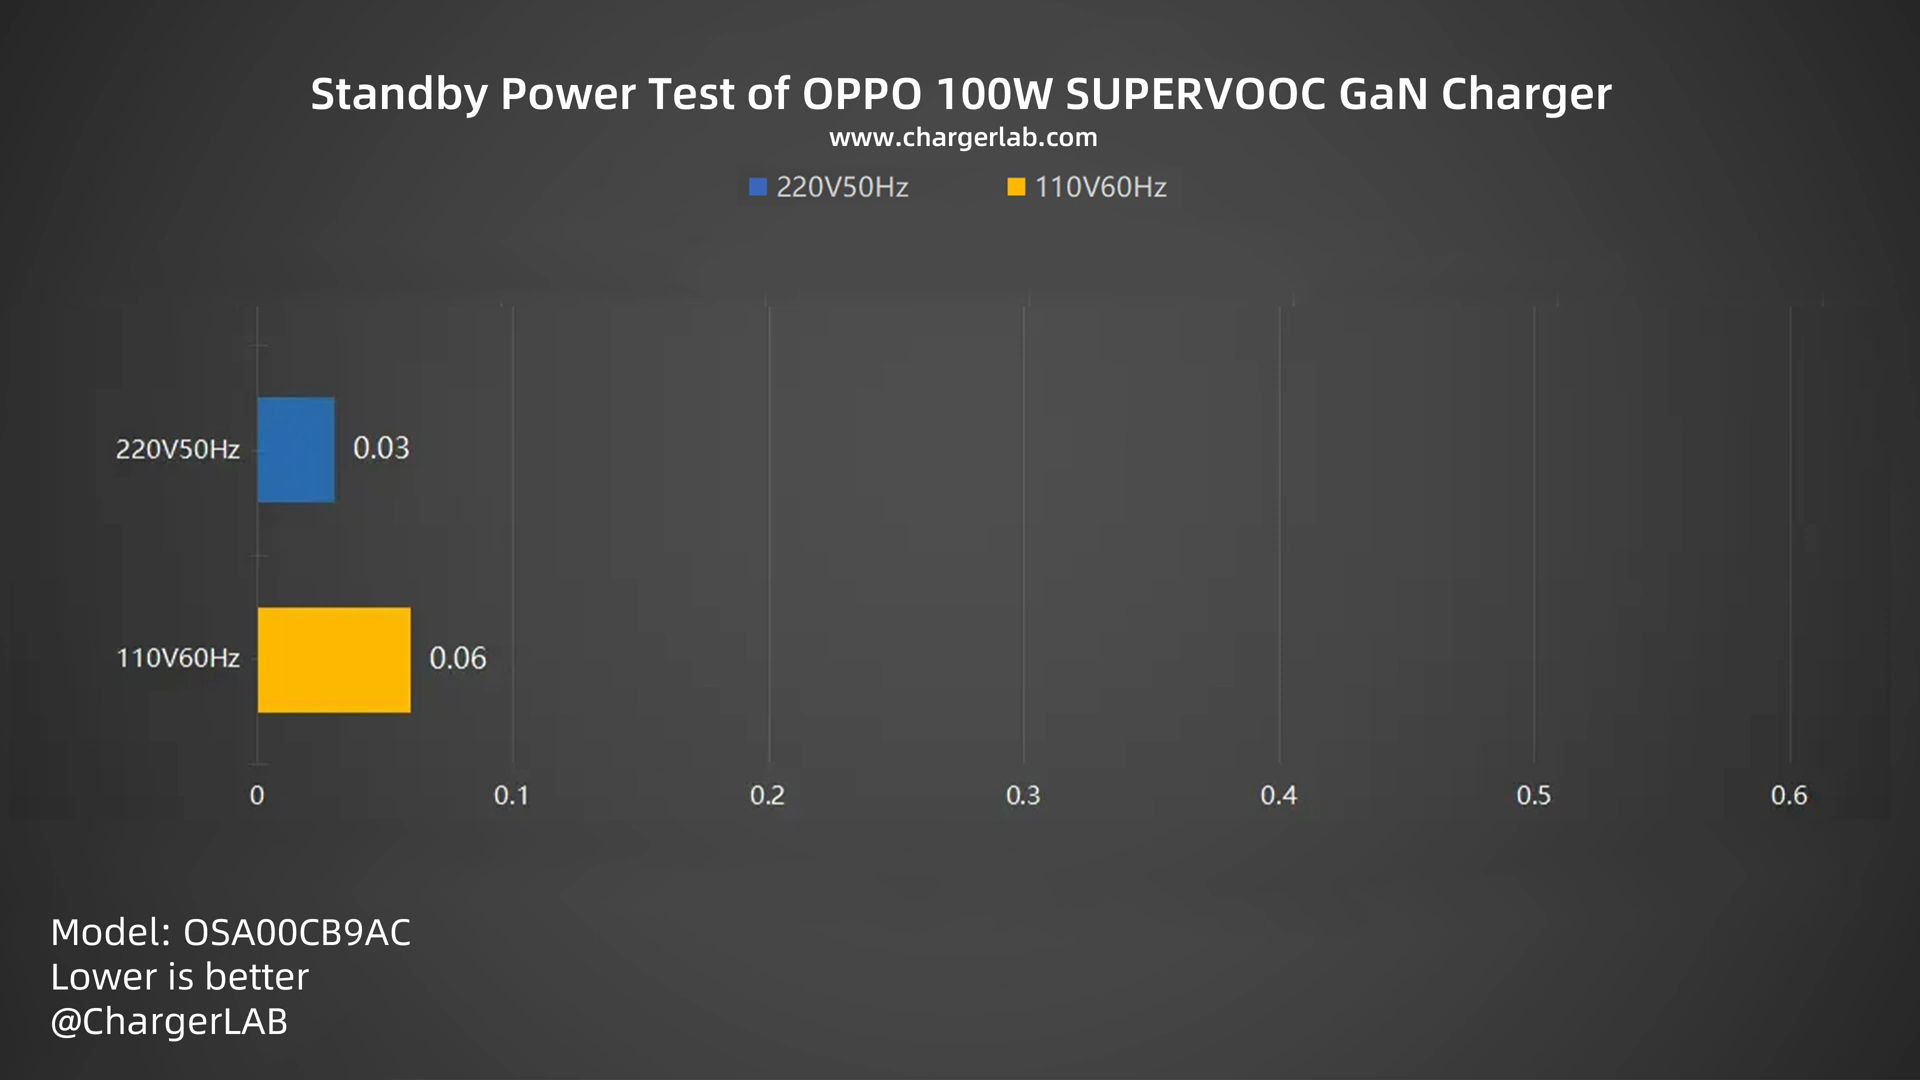 Standby Power Test of OPPO 100W SUPERVOOC GaN Charger
www.chargerlab.com
220V50Hz 110V60Hz
220V50Hz 0.03
110V60Hz 0.06
0 0.1 0.2 0.3 0.4 0.5 0.6
Model: OSA00CB9AC
Lower is better
@ChargerLAB